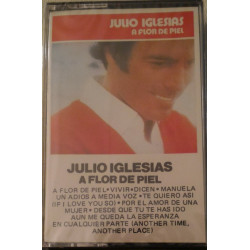 JULIO IGLESIAS
A FLOR DE PIEL
JULIO IGLESIAS
A FLOR DE PIEL
A FLOR DE PIEL•VIVIR•DICEN•MANUELA
UN ADIOS A MEDIA VOZ•TE QUIERO ASI
(IF I LOVE YOU SO)•POR EL AMOR DE UNA
MUJER•DESDE QUE TU TE HAS IDO
AUN ME QUEDA LA ESPERANZA
EN CUALQUIER PARTE (ANOTHER TIME,
ANOTHER PLACE)